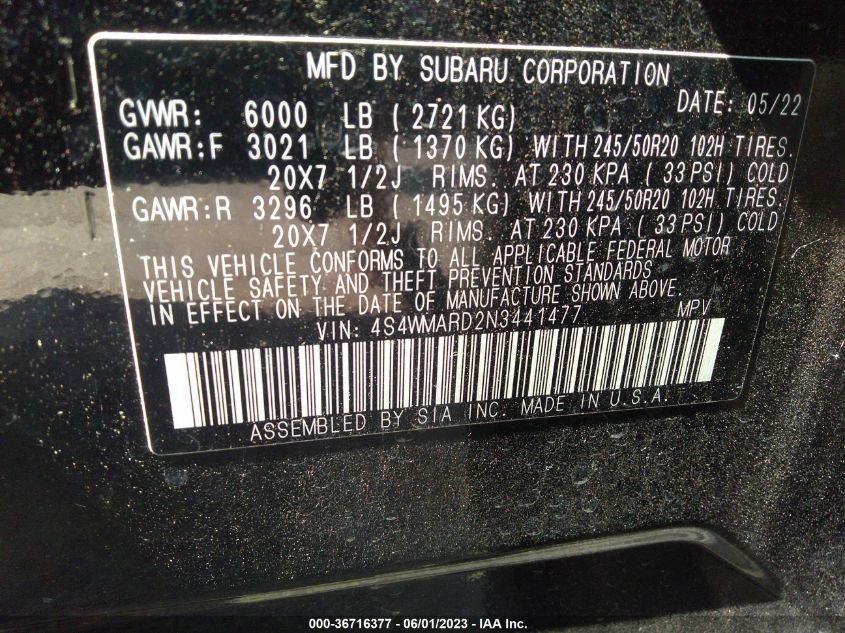 MFD BY SUBARU CORPORATION
DATE: 05/22
GVWR: 6000 LB ( 2721 KG)
GAWR:F 3021 LB ( 1370 KG) WITH 245/50R20 102H TIRES.
20X7 1/2J RIMS. AT 230 KPA ( 33 PSI) COLD
GAWR:R 3296 LB ( 1495 KG) WITH 245/50R20 102H TIRES.
20X7 1/2J RIMS. AT 230 KPA ( 33 PSI) COLD
THIS VEHICLE CONFORMS TO ALL APPLICABLE FEDERAL MOTOR
VEHICLE SAFETY AND THEFT PREVENTION STANDARDS
IN EFFECT ON THE DATE OF MANUFACTURE SHOWN ABOVE.
VIN: 4S4WMARD2N3441477 MPV
ASSEMBLED BY SIA INC. MADE IN U.S.A.
000-36716377 - 06/01/2023 - IAA Inc.